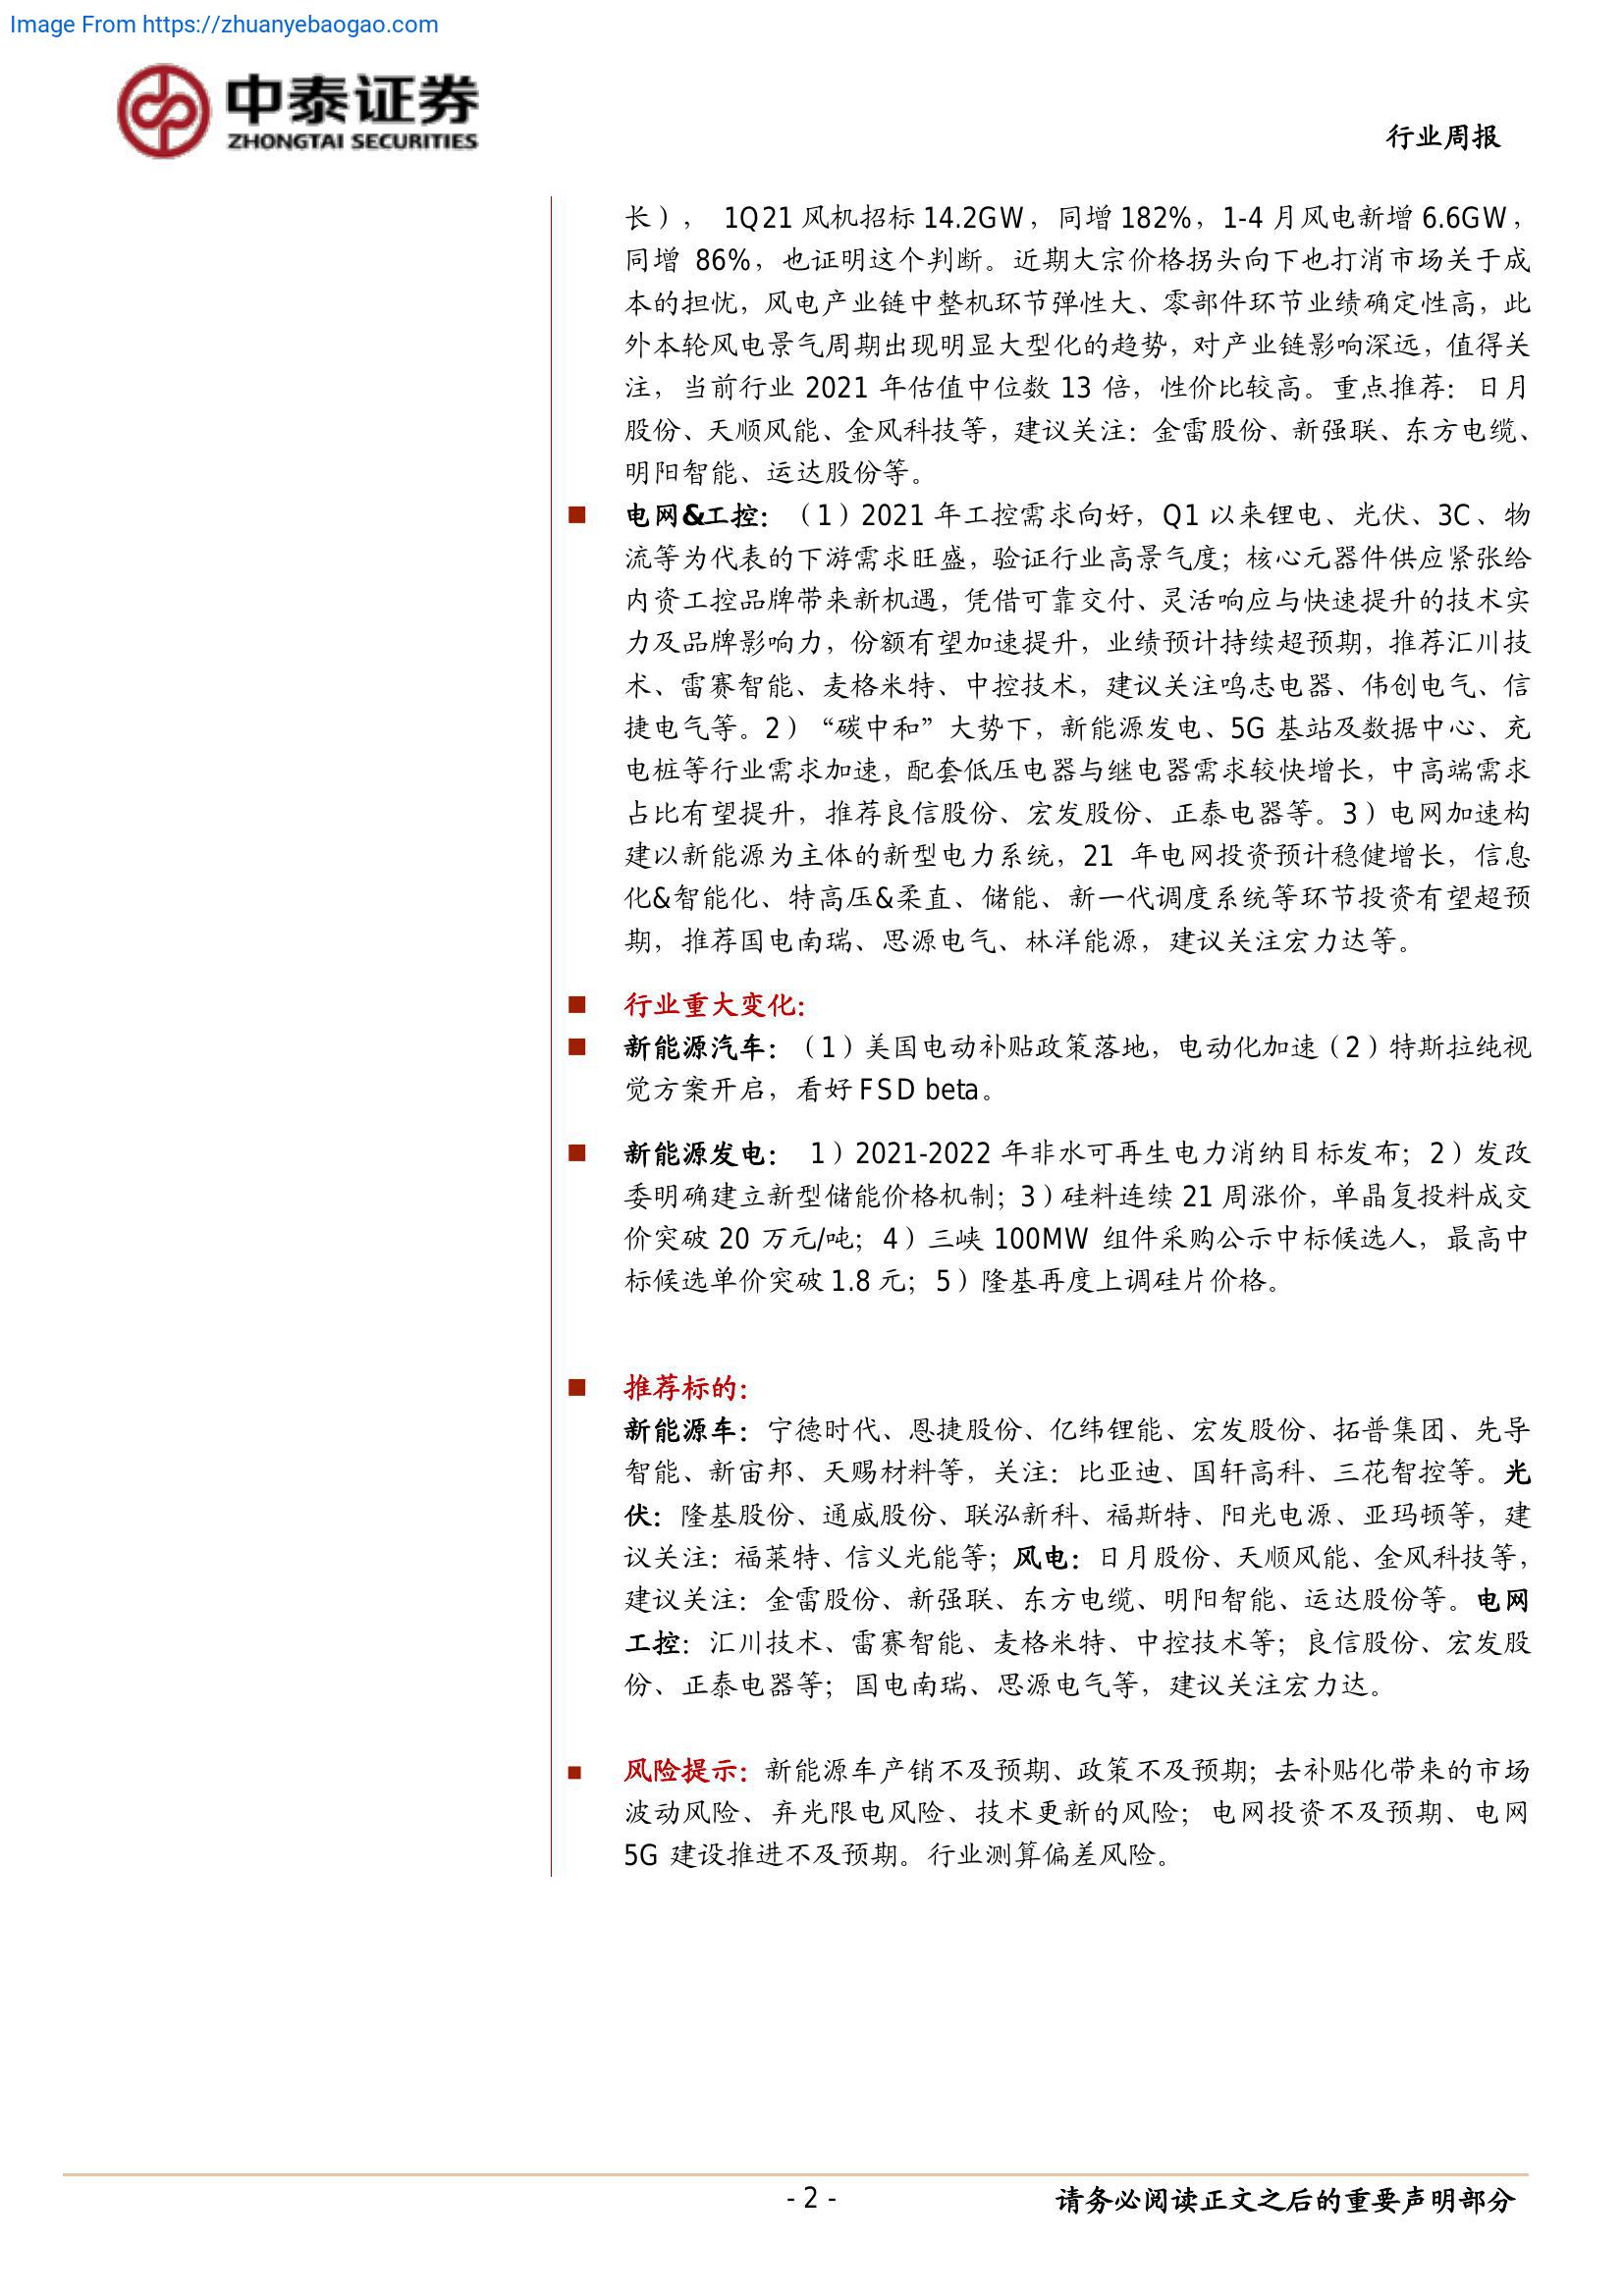 Image From https://zhuanyebaogao.com
中泰证券
ZHONGTAI SECURITIES
行业周报
长）， 1Q21 风机招标 14.2GW，同增 182%，1-4 月风电新增 6.6GW，
同增 86%，也证明这个判断。近期大宗价格拐头向下也打消市场关于成
本的担忧，风电产业链中整机环节弹性大、零部件环节业绩确定性高，此
外本轮风电景气周期出现明显大型化的趋势，对产业链影响深远，值得关
注，当前行业 2021 年估值中位数 13 倍，性价比较高。重点推荐：日月
股份、天顺风能、金风科技等，建议关注：金雷股份、新强联、东方电缆、
明阳智能、运达股份等。
■ 电网&工控：（1）2021 年工控需求向好，Q1 以来锂电、光伏、3C、物
流等为代表的下游需求旺盛，验证行业高景气度；核心元器件供应紧张给
内资工控品牌带来新机遇，凭借可靠交付、灵活响应与快速提升的技术实
力及品牌影响力，份额有望加速提升，业绩预计持续超预期，推荐汇川技
术、雷赛智能、麦格米特、中控技术，建议关注鸣志电器、伟创电气、信
捷电气等。2）“碳中和”大势下，新能源发电、5G 基站及数据中心、充
电桩等行业需求加速，配套低压电器与继电器需求较快增长，中高端需求
占比有望提升，推荐良信股份、宏发股份、正泰电器等。3）电网加速构
建以新能源为主体的新型电力系统，21 年电网投资预计稳健增长，信息
化&智能化、特高压&柔直、储能、新一代调度系统等环节投资有望超预
期，推荐国电南瑞、思源电气、林洋能源，建议关注宏力达等。
■ 行业重大变化：
■ 新能源汽车：（1）美国电动补贴政策落地，电动化加速（2）特斯拉纯视
觉方案开启，看好 FSD beta。
■ 新能源发电： 1）2021-2022 年非水可再生电力消纳目标发布；2）发改
委明确建立新型储能价格机制；3）硅料连续 21 周涨价，单晶复投料成交
价突破 20 万元/吨；4）三峡 100MW 组件采购公示中标候选人，最高中
标候选单价突破 1.8 元；5）隆基再度上调硅片价格。
■ 推荐标的：
新能源车：宁德时代、恩捷股份、亿纬锂能、宏发股份、拓普集团、先导
智能、新宙邦、天赐材料等，关注：比亚迪、国轩高科、三花智控等。光
伏：隆基股份、通威股份、联泓新科、福斯特、阳光电源、亚玛顿等，建
议关注：福莱特、信义光能等；风电：日月股份、天顺风能、金风科技等，
建议关注：金雷股份、新强联、东方电缆、明阳智能、运达股份等。电网
工控：汇川技术、雷赛智能、麦格米特、中控技术等；良信股份、宏发股
份、正泰电器等；国电南瑞、思源电气等，建议关注宏力达。
■ 风险提示：新能源车产销不及预期、政策不及预期；去补贴化带来的市场
波动风险、弃光限电风险、技术更新的风险；电网投资不及预期、电网
5G 建设推进不及预期。行业测算偏差风险。
- 2 -
请务必阅读正文之后的重要声明部分